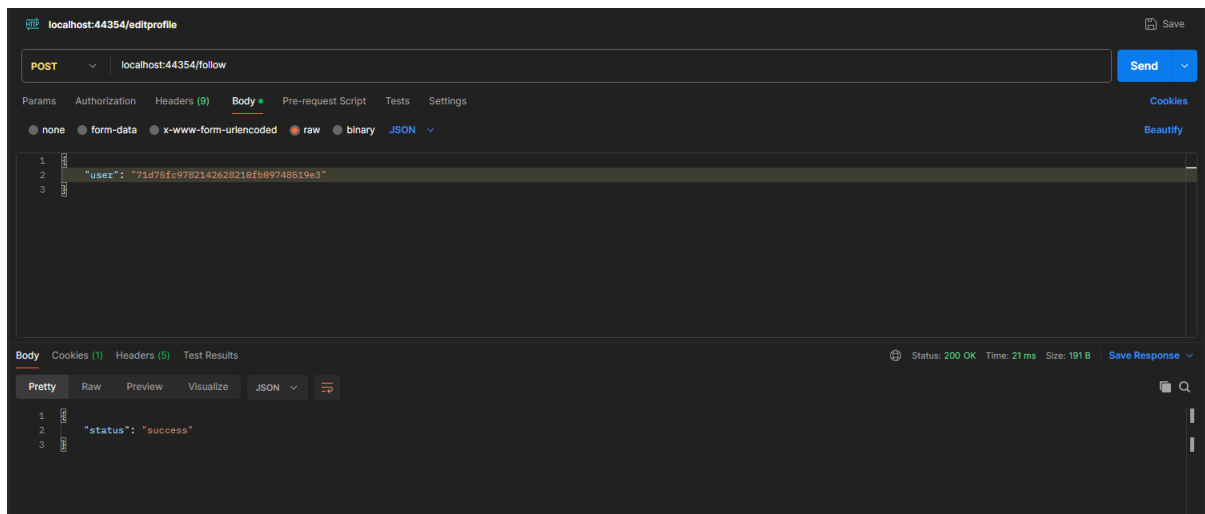 HTTP localhost:44354/editprofile Save
POST localhost:44354/follow Send
Params Authorization Headers (9) Body Pre-request Script Tests Settings Cookies
none form-data x-www-form-urlencoded raw binary JSON Beautify
1 {
2 "user": "71d75fc9782142628210fb09748519e3"
3 }
Body Cookies (1) Headers (5) Test Results Status: 200 OK Time: 21 ms Size: 191 B Save Response
Pretty Raw Preview Visualize JSON
1 {
2 "status": "success"
3 }